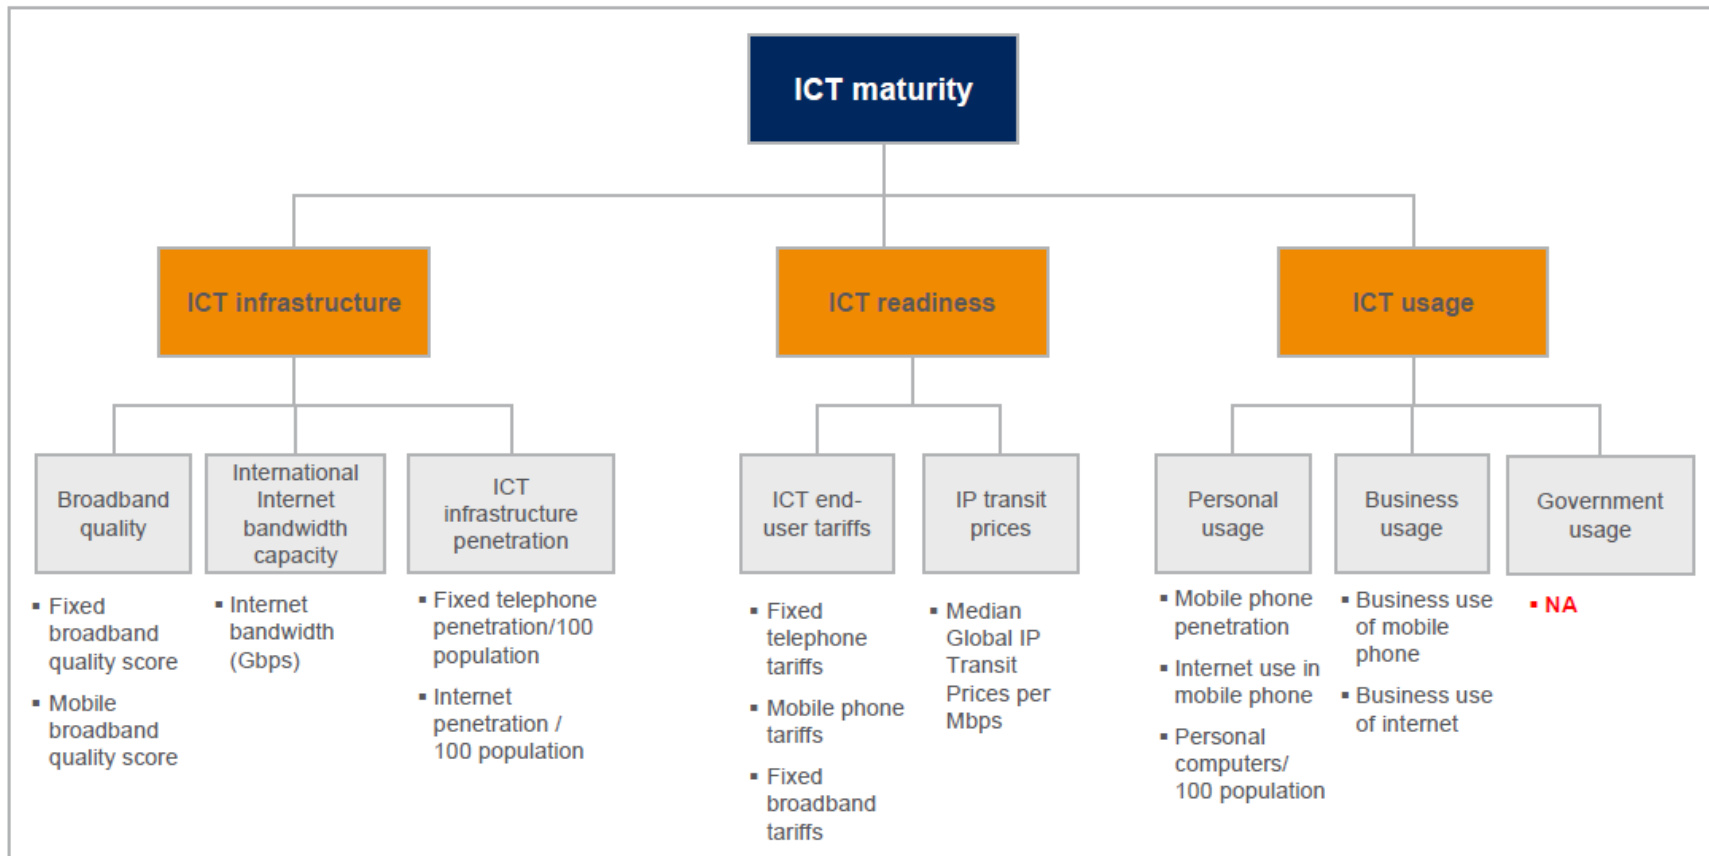 ICT maturity
ICT infrastructure
ICT readiness
ICT usage
Broadband
quality
International
Internet
bandwidth
capacity
ICT
infrastructure
penetration
ICT end-
user tariffs
IP transit
prices
Personal
usage
Business
usage
Government
usage
▪ Fixed
broadband
quality score
▪ Mobile
broadband
quality score
▪ Internet
bandwidth
(Gbps)
▪ Fixed telephone
penetration/100
population
▪ Internet
penetration /
100 population
▪ Fixed
telephone
tariffs
▪ Mobile phone
tariffs
▪ Fixed
broadband
tariffs
▪ Median
Global IP
Transit
Prices per
Mbps
▪ Mobile phone
penetration
▪ Internet use in
mobile phone
▪ Personal
computers/
100 population
▪ Business use
of mobile
phone
▪ Business use
of internet
▪ NA